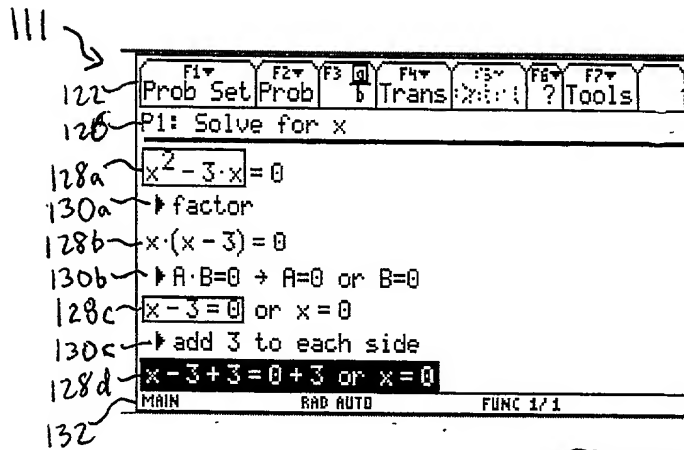 111
F1 F2 F3 a F4 F5 F6 F7
122 Prob Set Prob b Trans ? Tools
126 P1: Solve for x
128a x² - 3·x = 0
130a ▶ factor
128b x·(x - 3) = 0
130b ▶ A·B=0 → A=0 or B=0
128c x - 3 = 0 or x = 0
130c ▶ add 3 to each side
128d x - 3 + 3 = 0 + 3 or x = 0
MAIN RAD AUTO FUNC 1/1
132